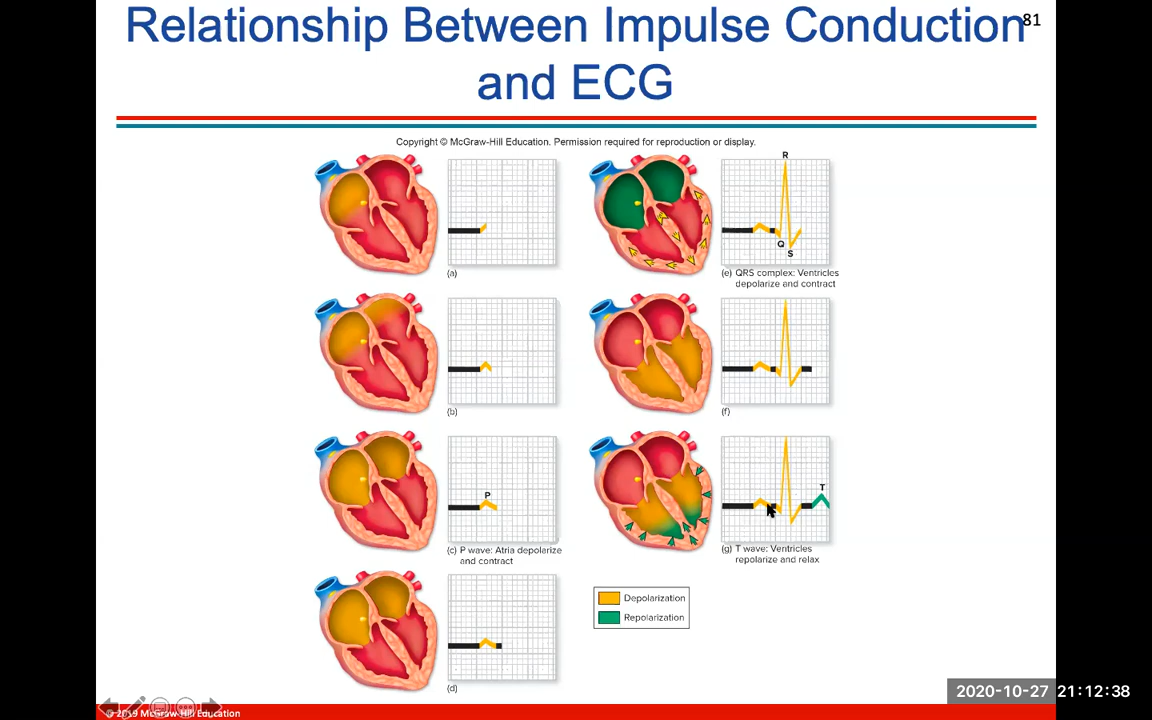 Relationship Between Impulse Conduction
81
and ECG
Copyright © McGraw-Hill Education. Permission required for reproduction or display.
(a)
R
Q
S
(e) QRS complex: Ventricles
depolarize and contract
(b)
(f)
P
(c) P wave: Atria depolarize
and contract
T
(g) T wave: Ventricles
repolarize and relax
(d)
Depolarization
Repolarization
2020-10-27 21:12:38
© 2019 McGraw-Hill Education